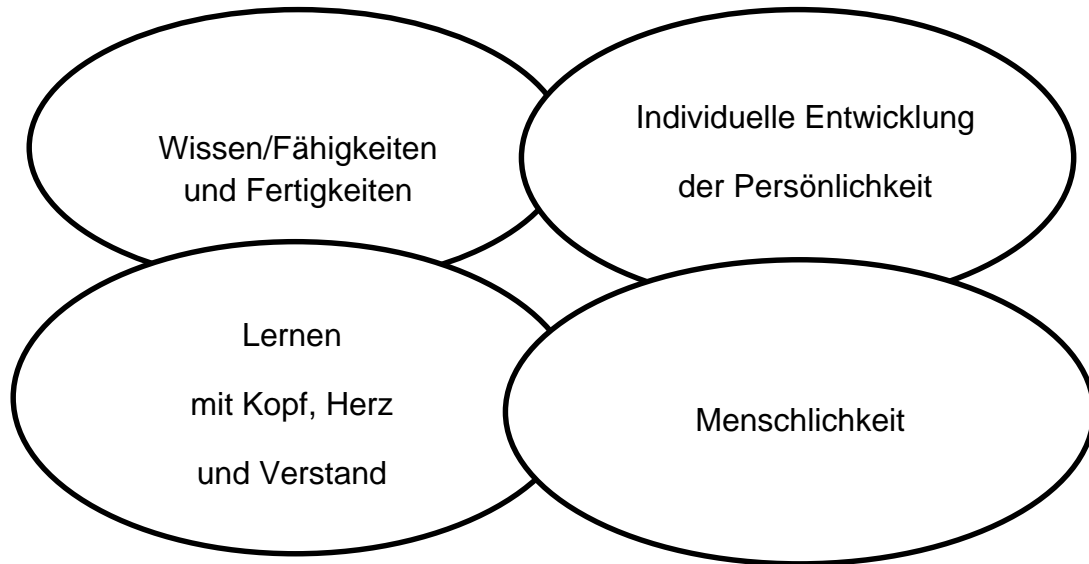 Wissen/Fähigkeiten
und Fertigkeiten
Individuelle Entwicklung
der Persönlichkeit
Lernen
mit Kopf, Herz
und Verstand
Menschlichkeit